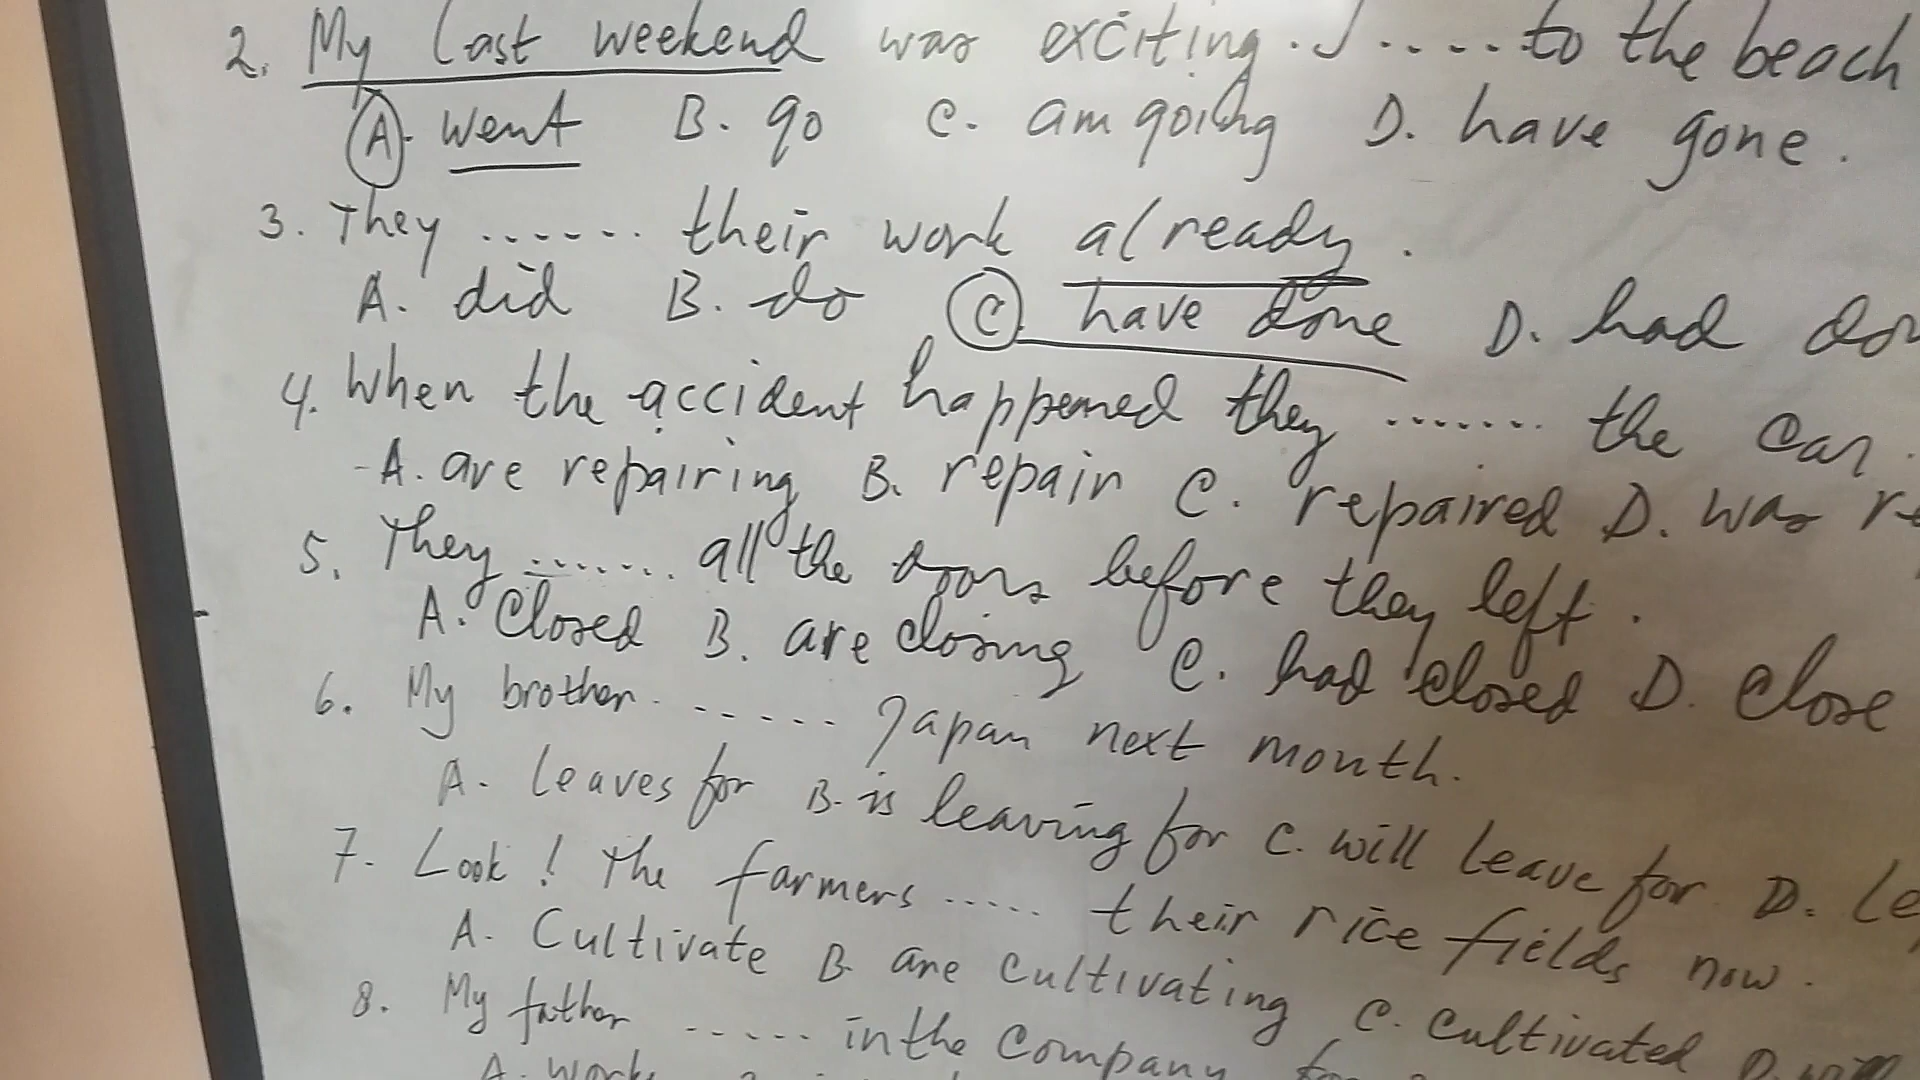 2. My last weekend was exciting. I ..... to the beach
A. went B. go C. am going D. have gone.
3. They ...... their work already.
A. did B. do C. have done D. had
4. When the accident happened they ....... the car.
A. are repairing B. repair C. repaired D. was
5. They ....... all the doors before they left.
A. Closed B. are closing C. had closed D. Close
6. My brother ...... Japan next month.
A. leaves for B. is leaving for C. will leave for D.
7. Look! The farmers ..... their rice fields now.
A. Cultivate B. are cultivating C. cultivated D.
8. My father ..... in the company
A. work